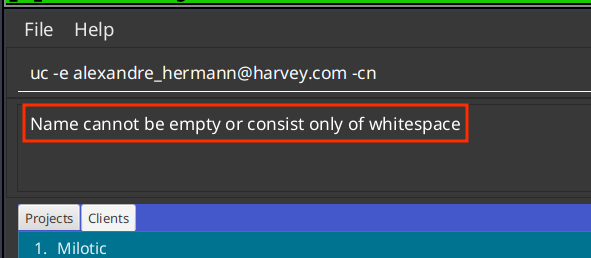 File Help
uc -e alexandre_hermann@harvey.com -cn
Name cannot be empty or consist only of whitespace
Projects Clients
1. Milotic